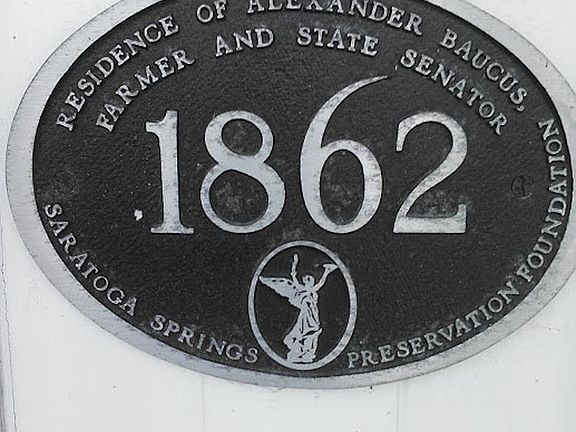 RESIDENCE OF ALEXANDER BAUCUS,
FARMER AND STATE SENATOR
1862
SARATOGA SPRINGS PRESERVATION FOUNDATION